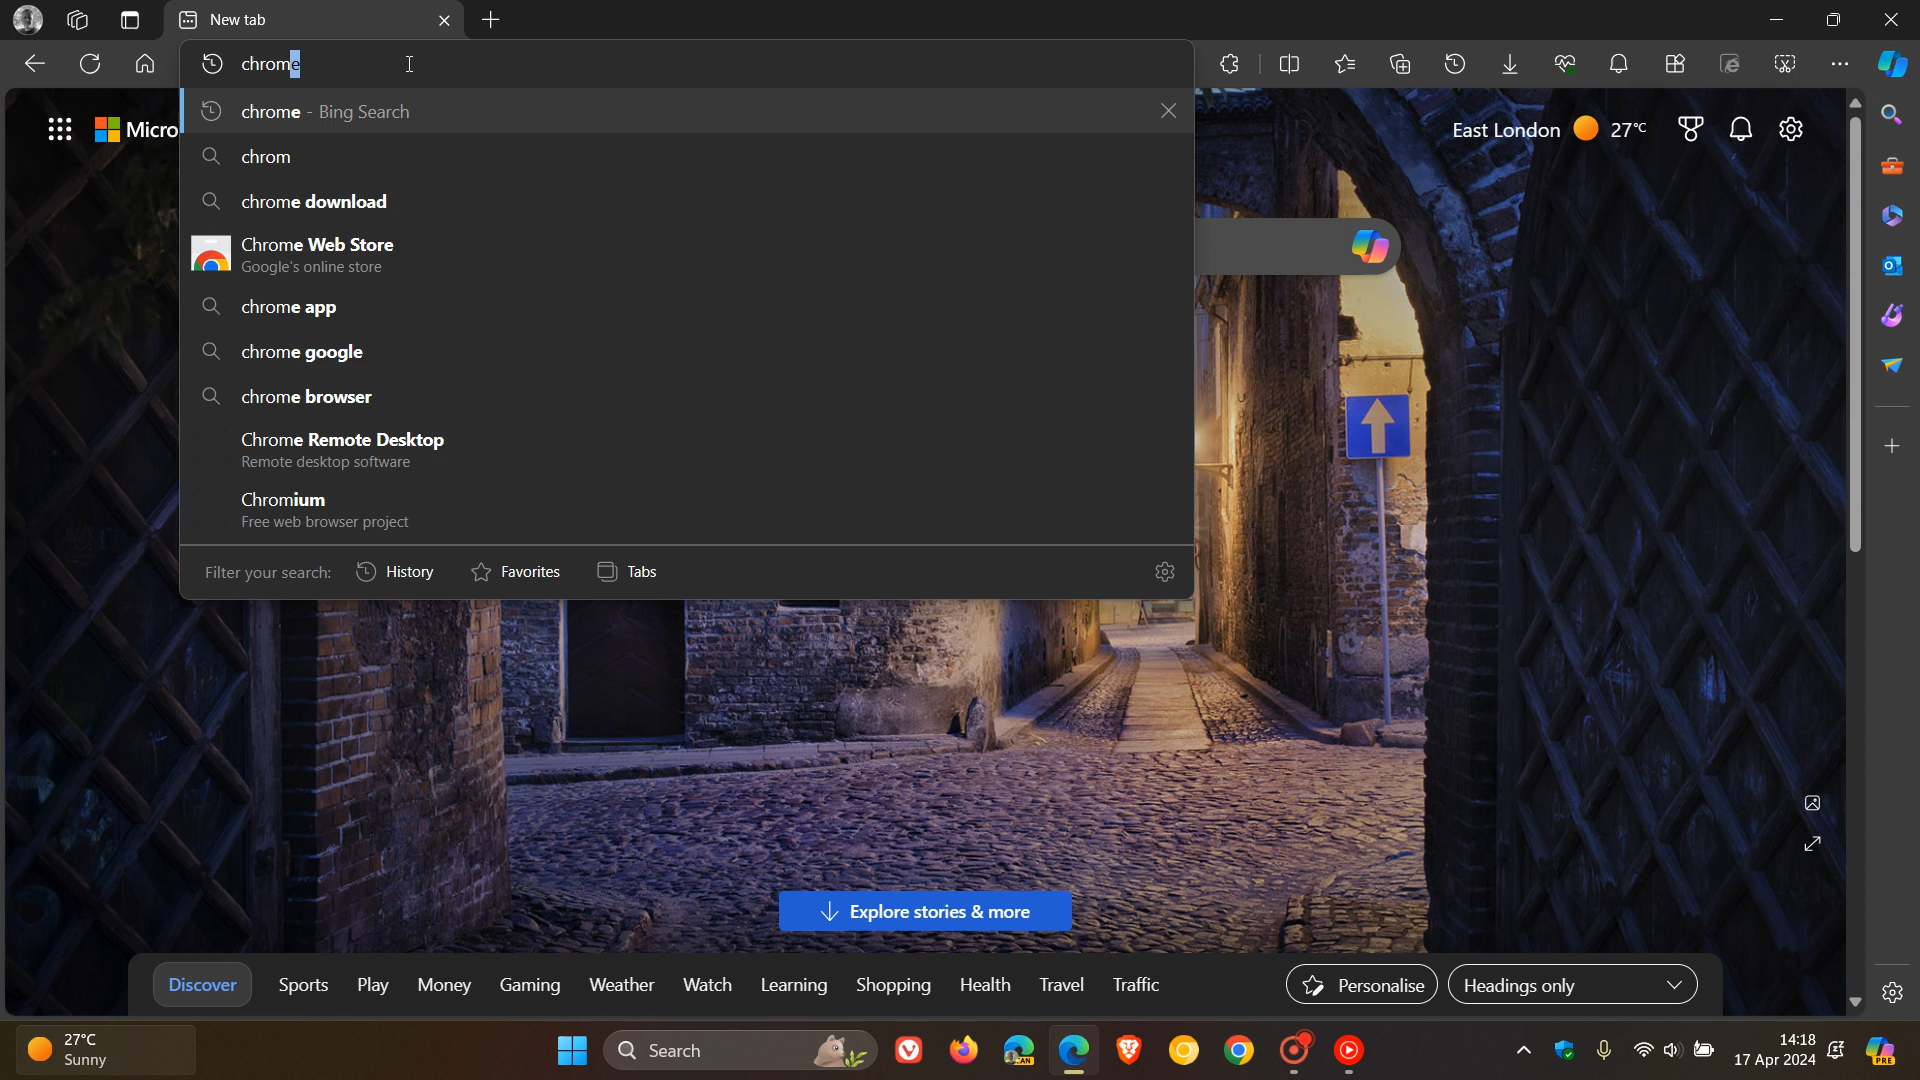 New tab
chrome
chrome - Bing Search
chrom
chrome download
Chrome Web Store
Google's online store
chrome app
chrome google
chrome browser
Chrome Remote Desktop
Remote desktop software
Chromium
Free web browser project
Filter your search: History Favorites Tabs
Micro
East London 27°C
Explore stories & more
Discover Sports Play Money Gaming Weather Watch Learning Shopping Health Travel Traffic Personalise Headings only
27°C
Sunny
Search
CAN
14:18
17 Apr 2024
PRE